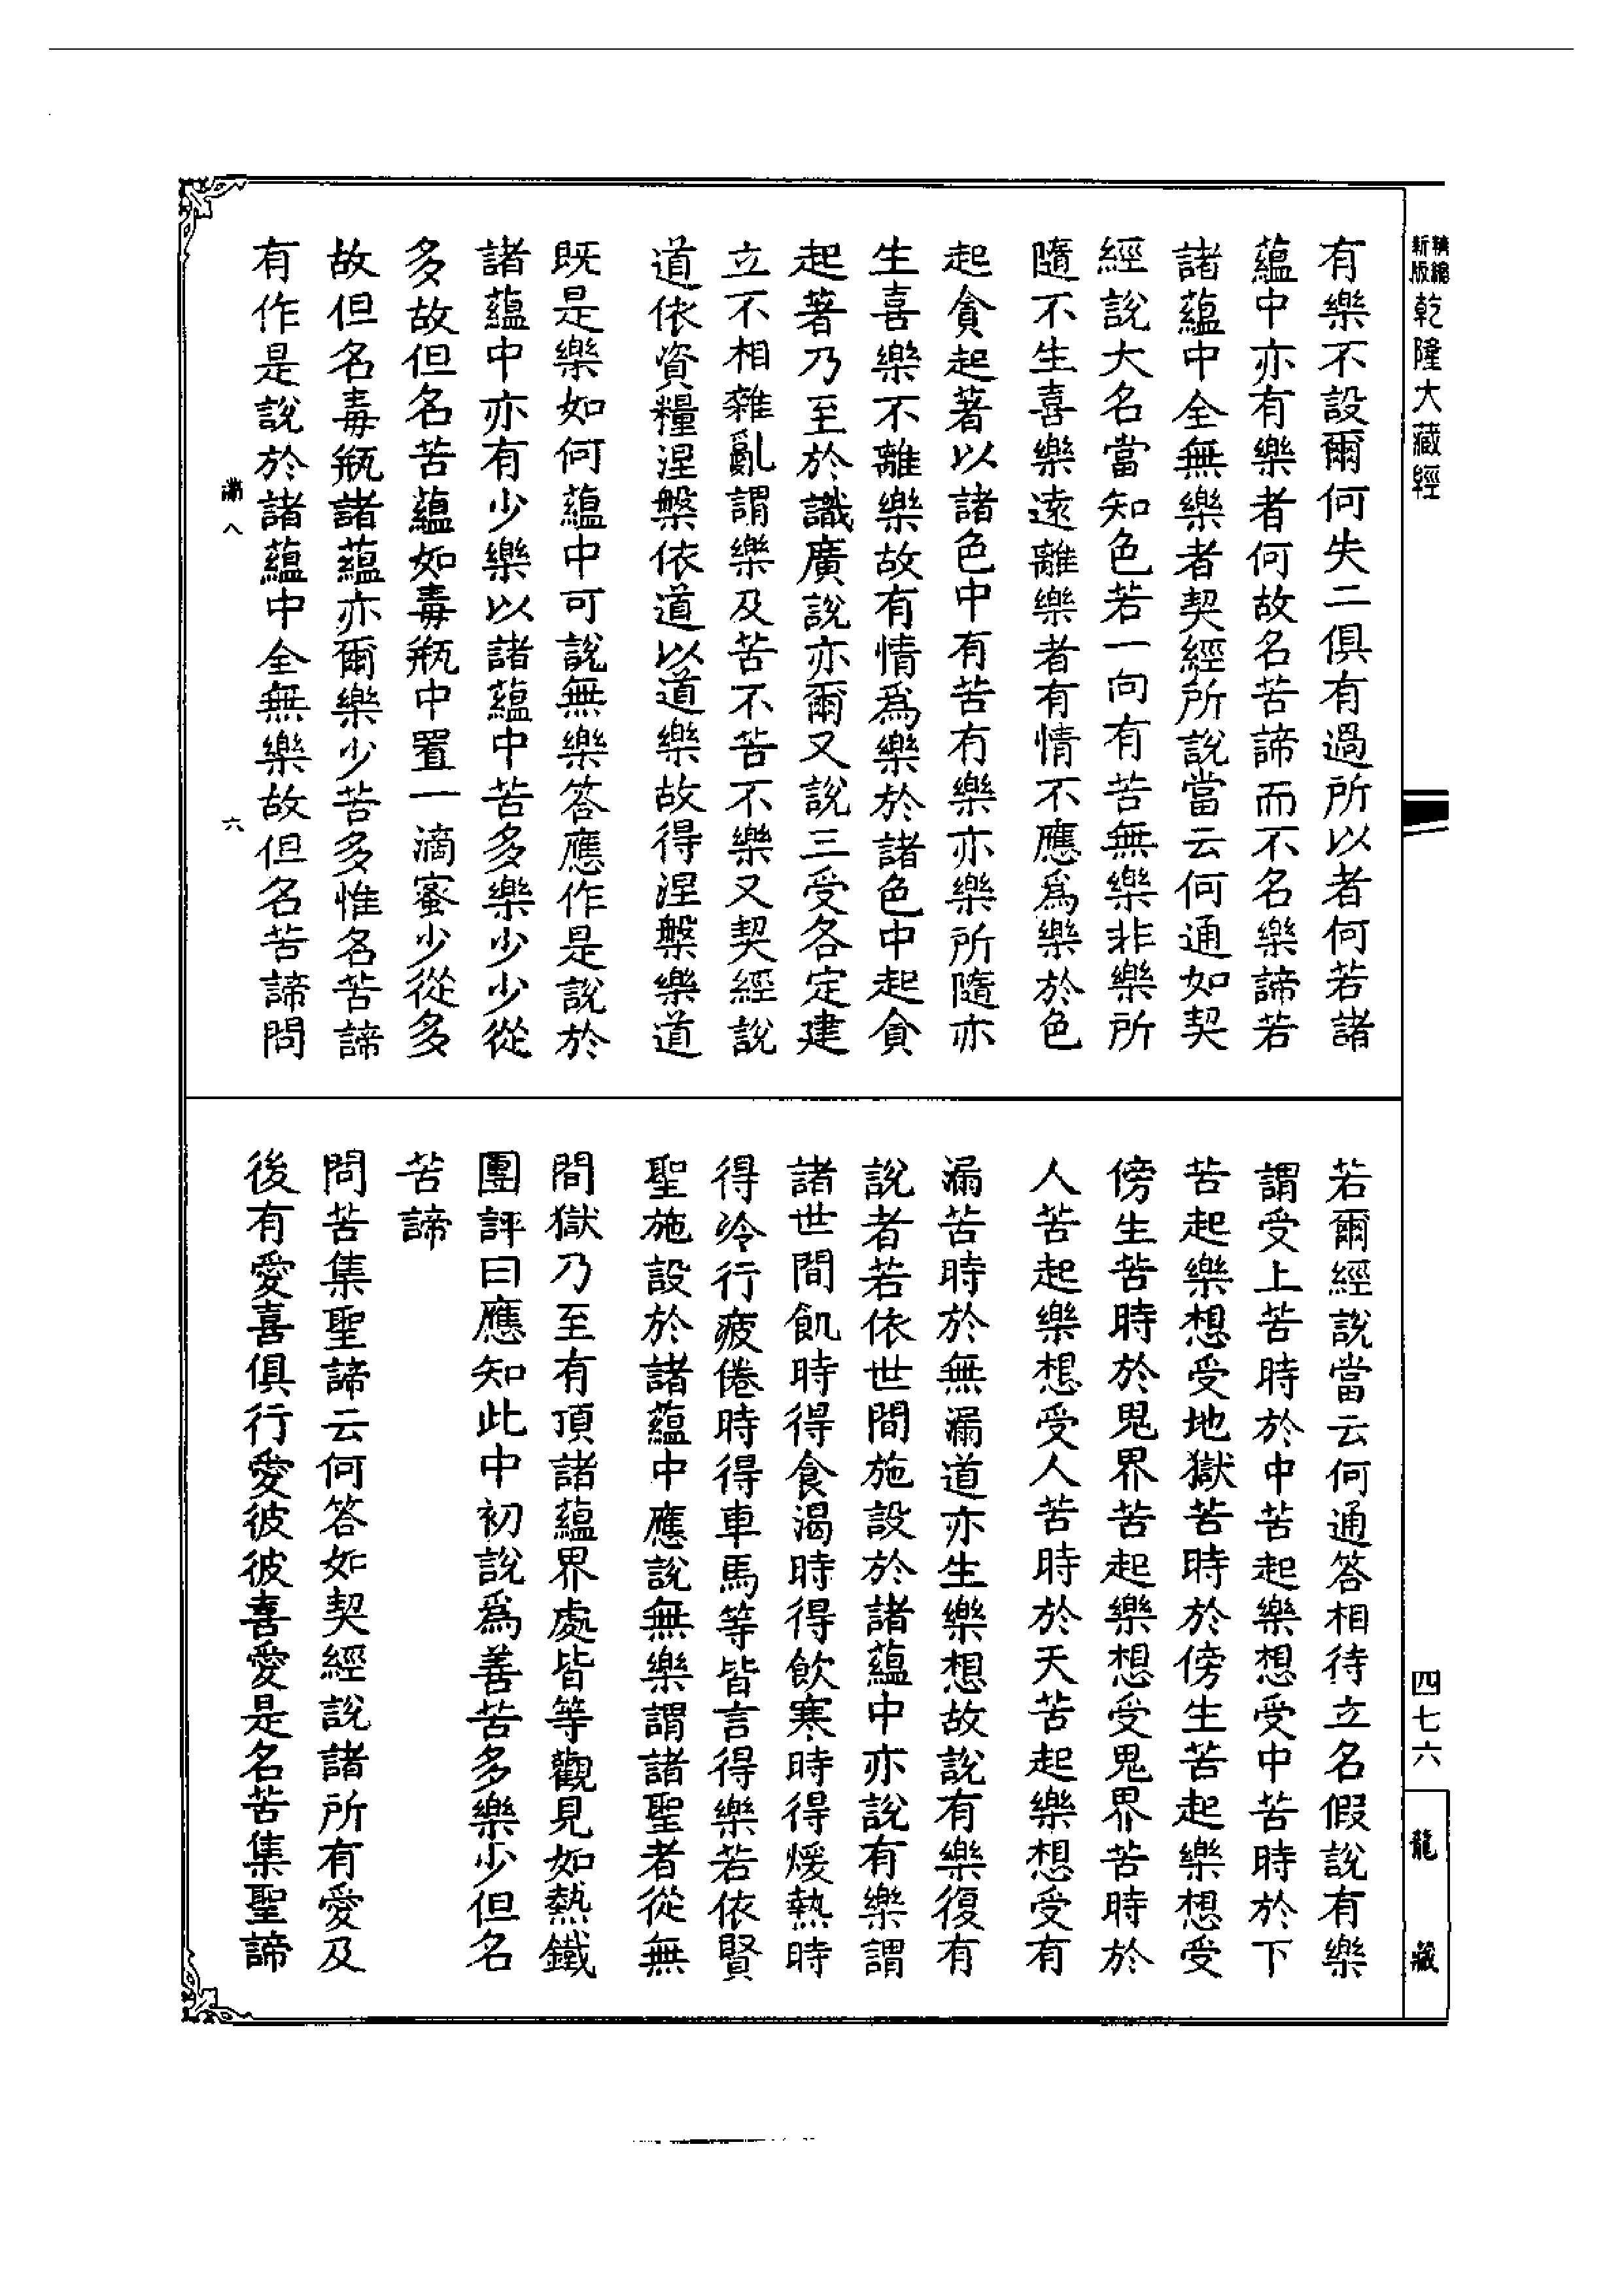 精縮
新版
乾隆大藏經
四七六
龍藏
有樂不設爾何失二俱有過所以者何若諸
蘊中亦有樂者何故名苦諦而不名樂諦若
諸蘊中全無樂者契經所說當云何通如契
經說大名當知色若一向有苦無樂非樂所
隨不生喜樂遠離樂者有情不應爲樂於色
起貪起著以諸色中有苦有樂亦樂所隨亦
生喜樂不離樂故有情爲樂於諸色中起貪
起著乃至於識廣說亦爾又說三受各定建
立不相雜亂謂樂及苦不苦不樂又契經說
道依資糧涅槃依道以道樂故得涅槃樂道
既是樂如何蘊中可說無樂答應作是說於
諸蘊中亦有少樂以諸蘊中苦多樂少少從
多故但名苦蘊如毒瓶中置一滴蜜少從多
故但名毒瓶諸蘊亦爾樂少苦多惟名苦諦
有作是說於諸蘊中全無樂故但名苦諦問
滿八
六
若爾經說當云何通答相待立名假說有樂
謂受上苦時於中苦起樂想受中苦時於下
苦起樂想受地獄苦時於傍生苦起樂想受
傍生苦時於鬼界苦起樂想受鬼界苦時於
人苦起樂想受人苦時於天苦起樂想受有
漏苦時於無漏道亦生樂想故說有樂復有
說者若依世間施設於諸蘊中亦說有樂謂
諸世間飢時得食渴時得飲寒時得煖熱時
得冷行疲倦時得車馬等皆言得樂若依賢
聖施設於諸蘊中應說無樂謂諸聖者從無
間獄乃至有頂諸蘊界處皆等觀見如熱鐵
團評曰應知此中初說爲善苦多樂少但名
苦諦
問苦集聖諦云何答如契經說諸所有愛及
後有愛喜俱行愛彼彼喜愛是名苦集聖諦